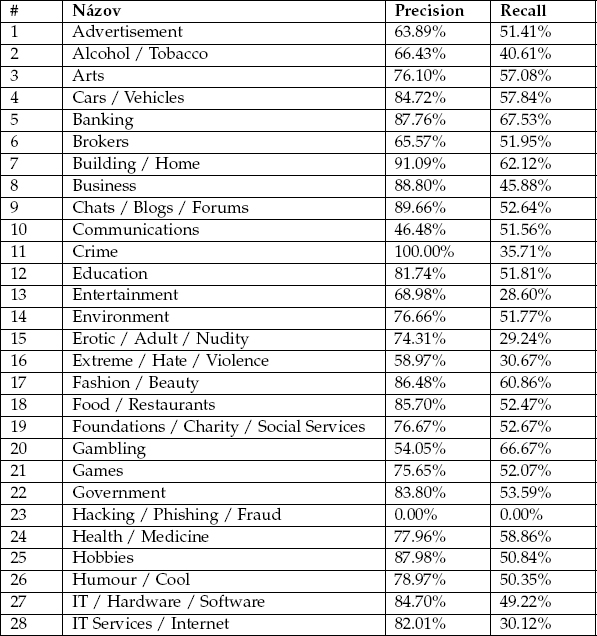 # Názov Precision Recall
1 Advertisement 63.89% 51.41%
2 Alcohol / Tobacco 66.43% 40.61%
3 Arts 76.10% 57.08%
4 Cars / Vehicles 84.72% 57.84%
5 Banking 87.76% 67.53%
6 Brokers 65.57% 51.95%
7 Building / Home 91.09% 62.12%
8 Business 88.80% 45.88%
9 Chats / Blogs / Forums 89.66% 52.64%
10 Communications 46.48% 51.56%
11 Crime 100.00% 35.71%
12 Education 81.74% 51.81%
13 Entertainment 68.98% 28.60%
14 Environment 76.66% 51.77%
15 Erotic / Adult / Nudity 74.31% 29.24%
16 Extreme / Hate / Violence 58.97% 30.67%
17 Fashion / Beauty 86.48% 60.86%
18 Food / Restaurants 85.70% 52.47%
19 Foundations / Charity / Social Services 76.67% 52.67%
20 Gambling 54.05% 66.67%
21 Games 75.65% 52.07%
22 Government 83.80% 53.59%
23 Hacking / Phishing / Fraud 0.00% 0.00%
24 Health / Medicine 77.96% 58.86%
25 Hobbies 87.98% 50.84%
26 Humour / Cool 78.97% 50.35%
27 IT / Hardware / Software 84.70% 49.22%
28 IT Services / Internet 82.01% 30.12%